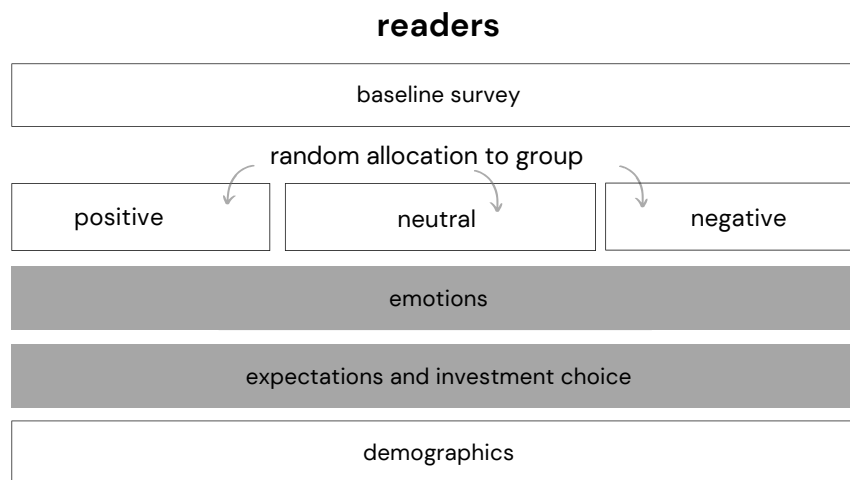 readers
baseline survey
random allocation to group
positive
neutral
negative
emotions
expectations and investment choice
demographics